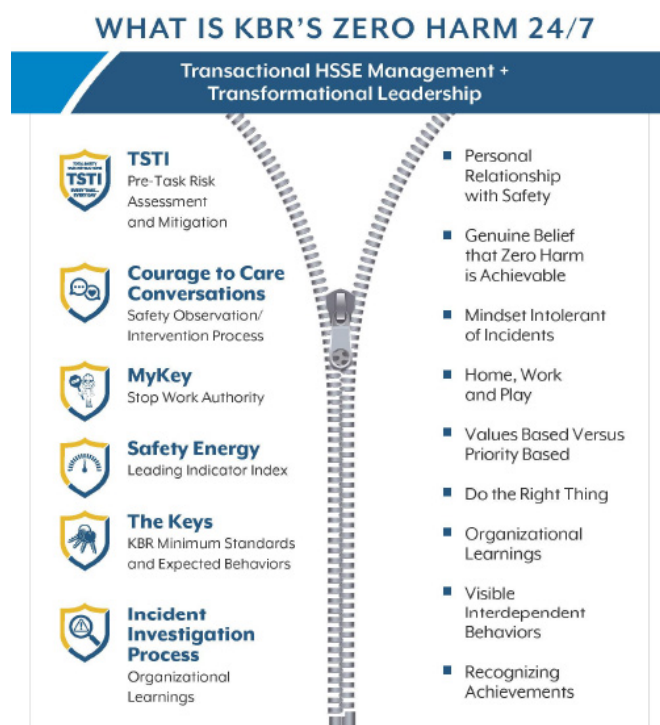 WHAT IS KBR'S ZERO HARM 24/7
Transactional HSSE Management +
Transformational Leadership
TSTI
TSTI
Pre-Task Risk
Assessment
and Mitigation
Courage to Care
Conversations
Safety Observation/
Intervention Process
MyKey
Stop Work Authority
Safety Energy
Leading Indicator Index
The Keys
KBR Minimum Standards
and Expected Behaviors
Incident
Investigation
Process
Organizational
Learnings
Personal
Relationship
with Safety
Genuine Belief
that Zero Harm
is Achievable
Mindset Intolerant
of Incidents
Home, Work
and Play
Values Based Versus
Priority Based
Do the Right Thing
Organizational
Learnings
Visible
Interdependent
Behaviors
Recognizing
Achievements